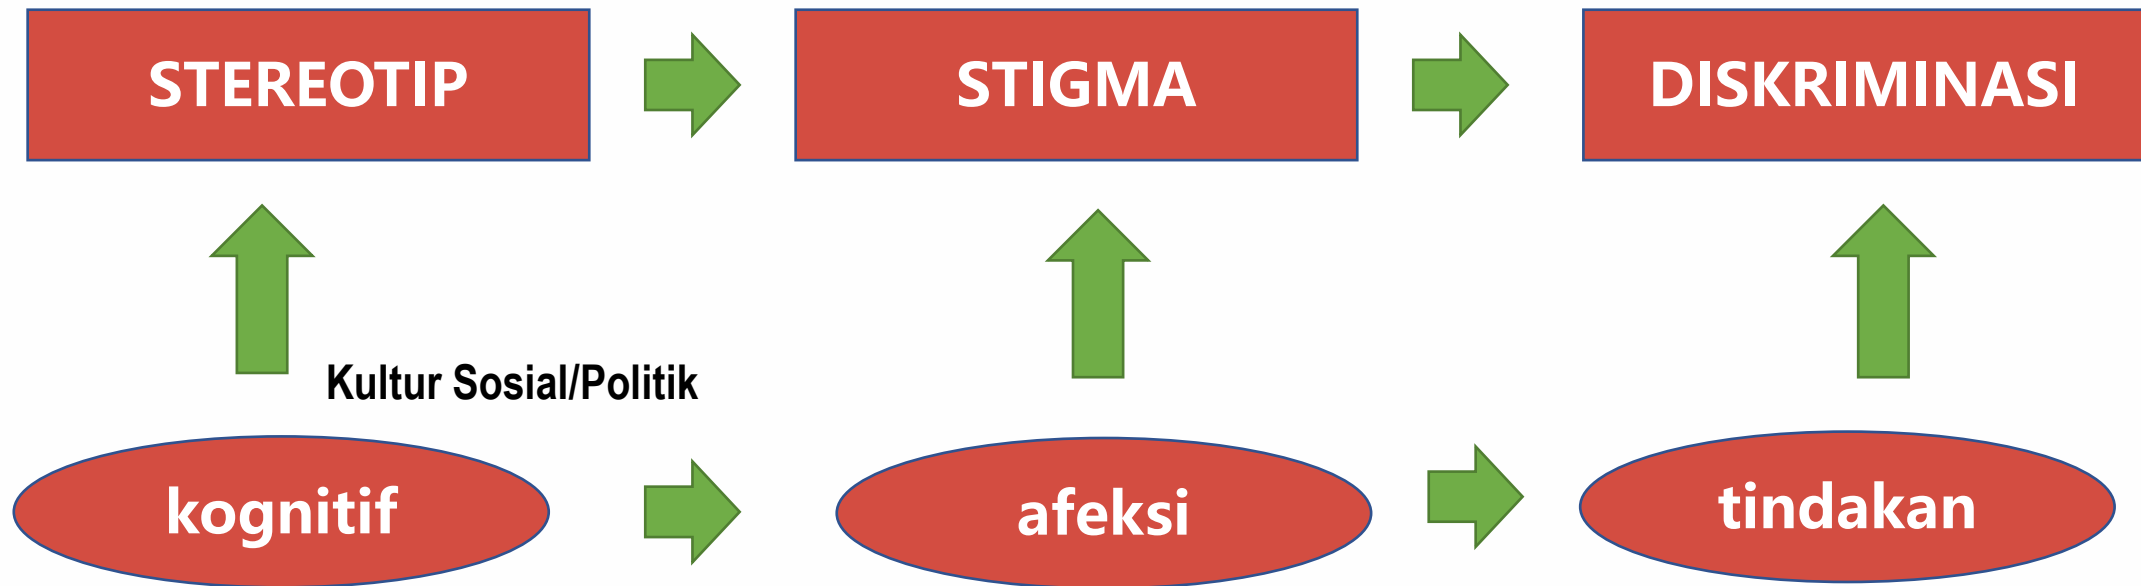 STEREOTIP
STIGMA
DISKRIMINASI
Kultur Sosial/Politik
kognitif
afeksi
tindakan